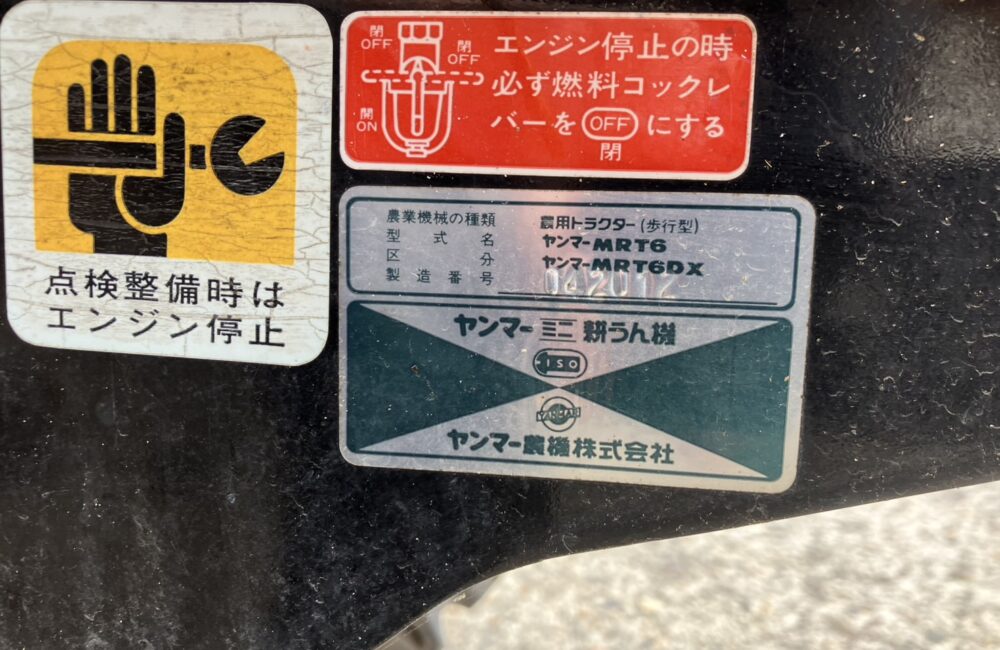 点検整備時は
エンジン停止
閉
OFF
閉
OFF
開
ON
エンジン停止の時
必ず燃料コックレ
バーを OFF にする
閉
農業機械の種類 農用トラクター(歩行型)
型式名 ヤンマーMRT6
区分 ヤンマーMRT6DX
製造番号
ヤンマーミニ耕うん機
ISO
YANMAR
ヤンマー農機株式会社